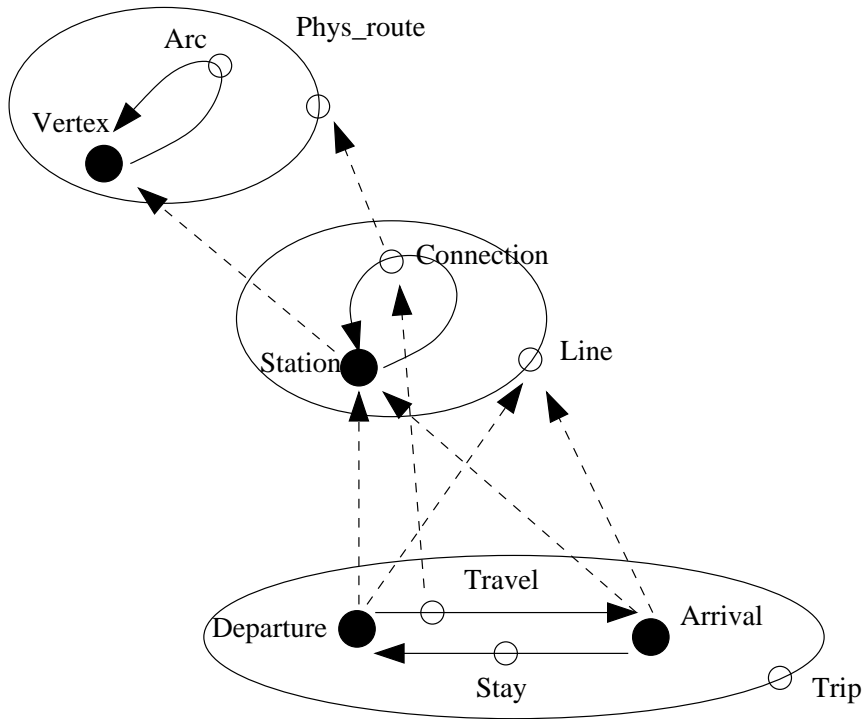 Phys_route
Arc
Vertex
Connection
Line
Station
Travel
Arrival
Departure
Stay
Trip